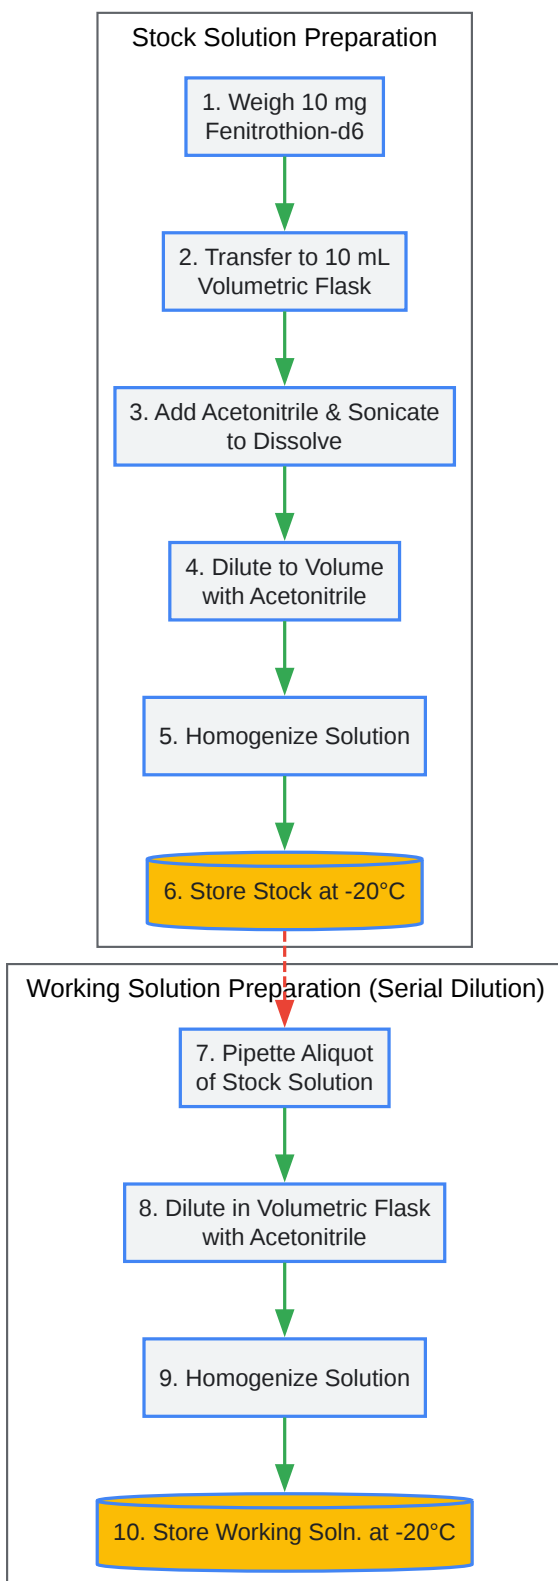 Stock Solution Preparation
1. Weigh 10 mg
Fenitrothion-d6
2. Transfer to 10 mL
Volumetric Flask
3. Add Acetonitrile & Sonicate
to Dissolve
4. Dilute to Volume
with Acetonitrile
5. Homogenize Solution
6. Store Stock at -20°C
Working Solution Preparation (Serial Dilution)
7. Pipette Aliquot
of Stock Solution
8. Dilute in Volumetric Flask
with Acetonitrile
9. Homogenize Solution
10. Store Working Soln. at -20°C